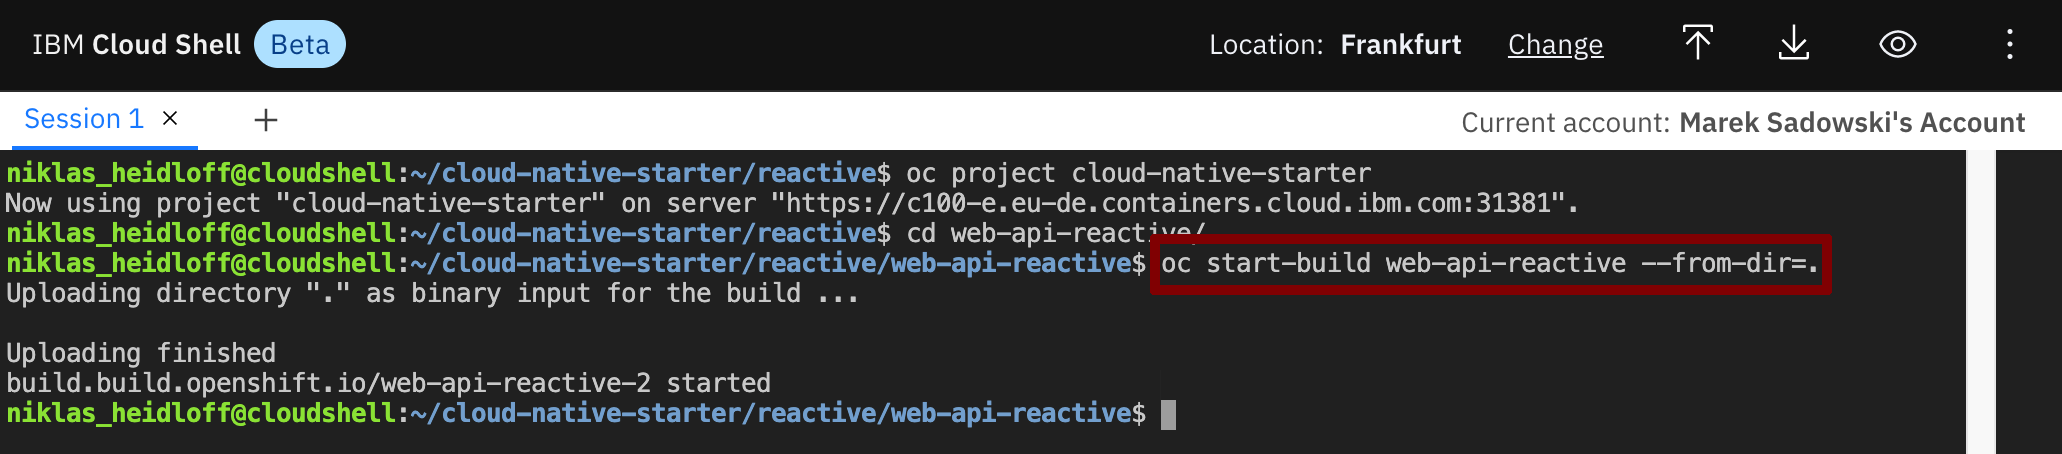 IBM Cloud Shell Beta Location: Frankfurt Change
Session 1 × + Current account: Marek Sadowski's Account
niklas_heidloff@cloudshell:~/cloud-native-starter/reactive$ oc project cloud-native-starter
Now using project "cloud-native-starter" on server "https://c100-e.eu-de.containers.cloud.ibm.com:31381".
niklas_heidloff@cloudshell:~/cloud-native-starter/reactive$ cd web-api-reactive/
niklas_heidloff@cloudshell:~/cloud-native-starter/reactive/web-api-reactive$ oc start-build web-api-reactive --from-dir=.
Uploading directory "." as binary input for the build ...
Uploading finished
build.build.openshift.io/web-api-reactive-2 started
niklas_heidloff@cloudshell:~/cloud-native-starter/reactive/web-api-reactive$